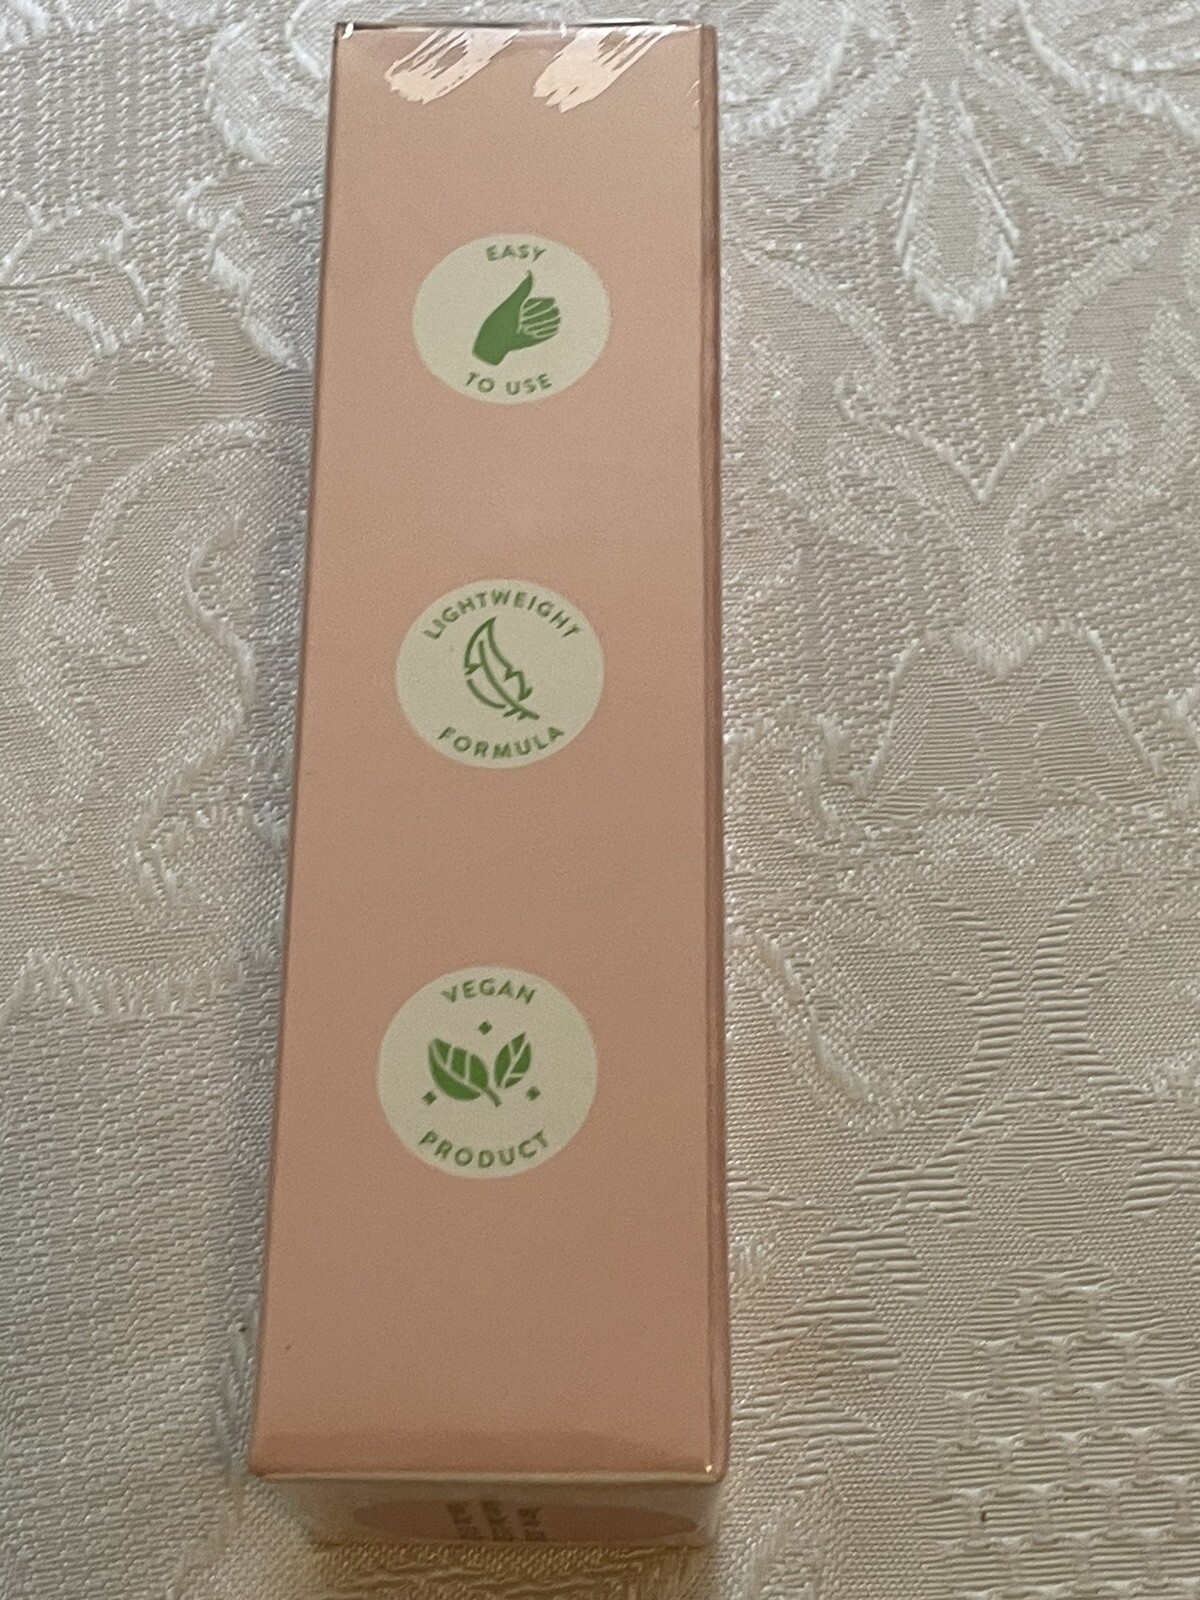 EASY
TO USE
LIGHTWEIGHT
FORMULA
VEGAN
PRODUCT